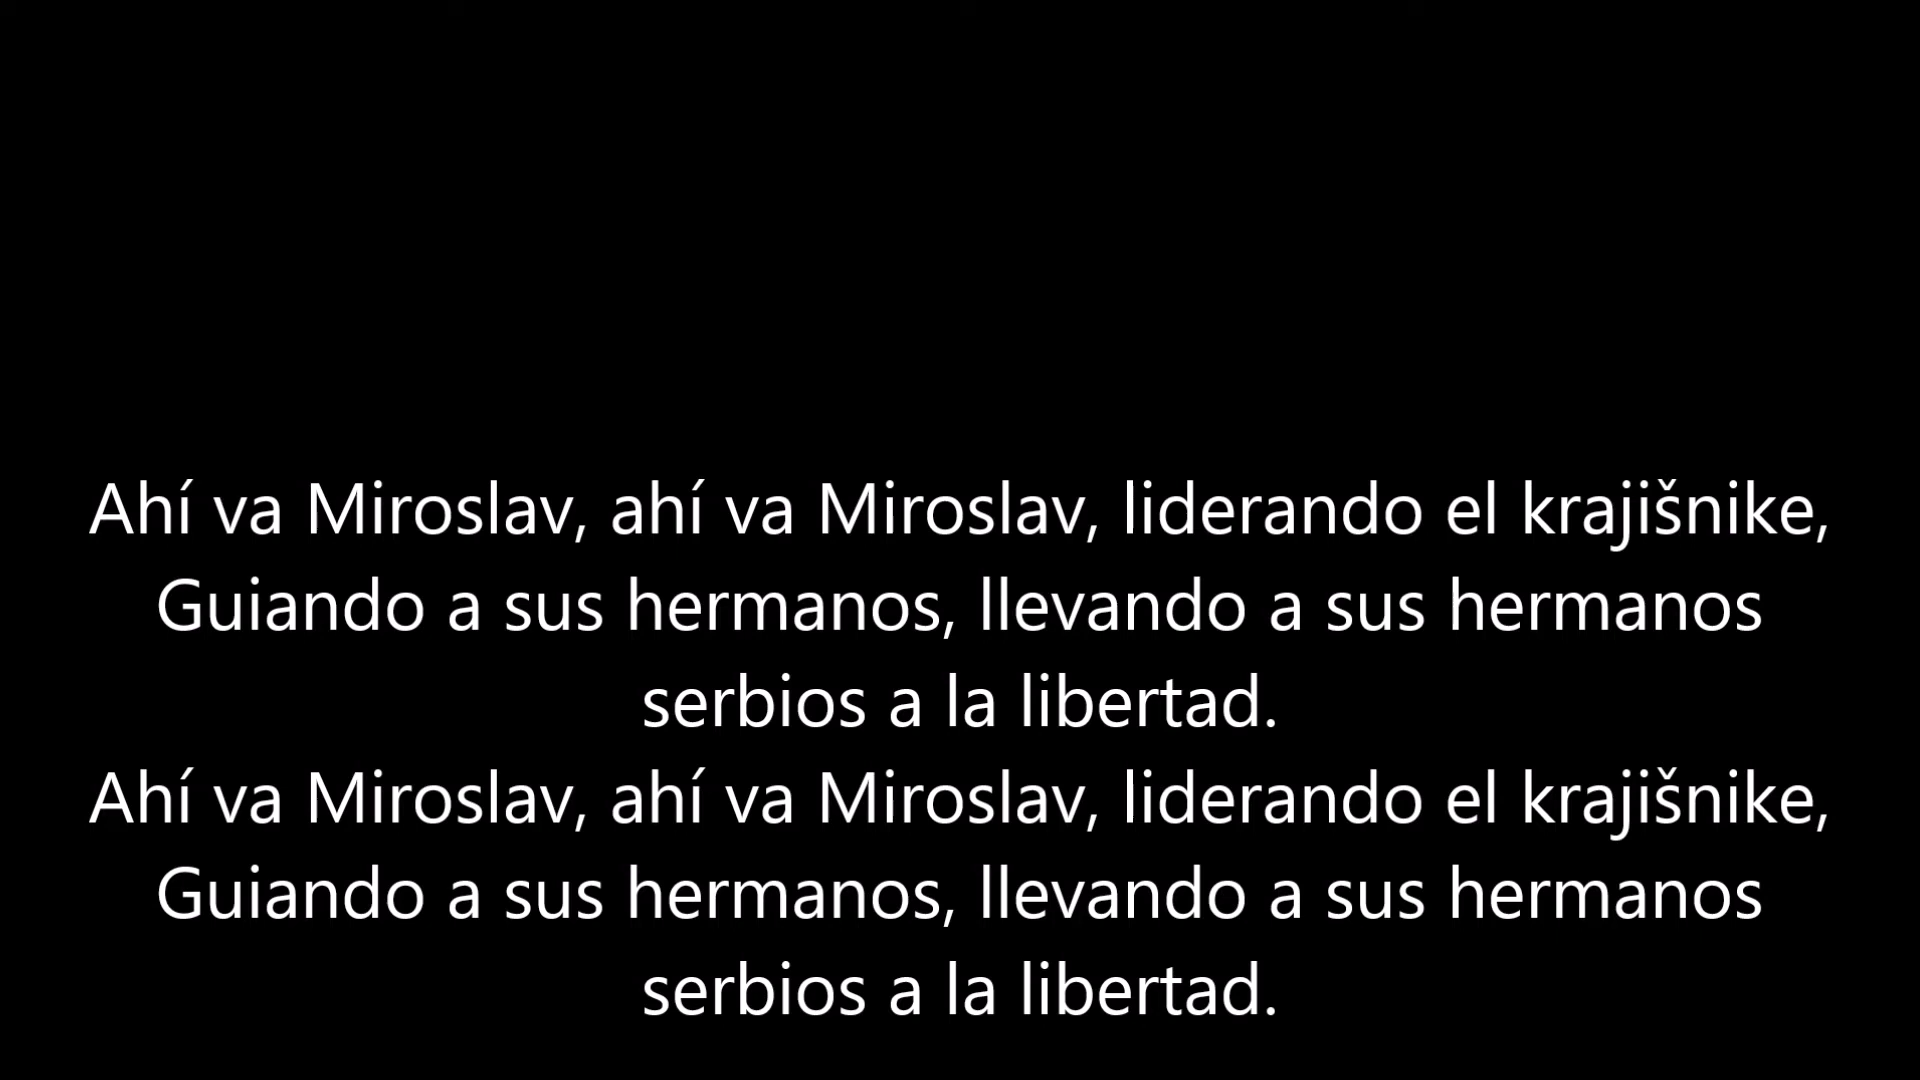 Ahí va Miroslav, ahí va Miroslav, liderando el krajišnike,
Guiando a sus hermanos, llevando a sus hermanos
serbios a la libertad.
Ahí va Miroslav, ahí va Miroslav, liderando el krajišnike,
Guiando a sus hermanos, llevando a sus hermanos
serbios a la libertad.